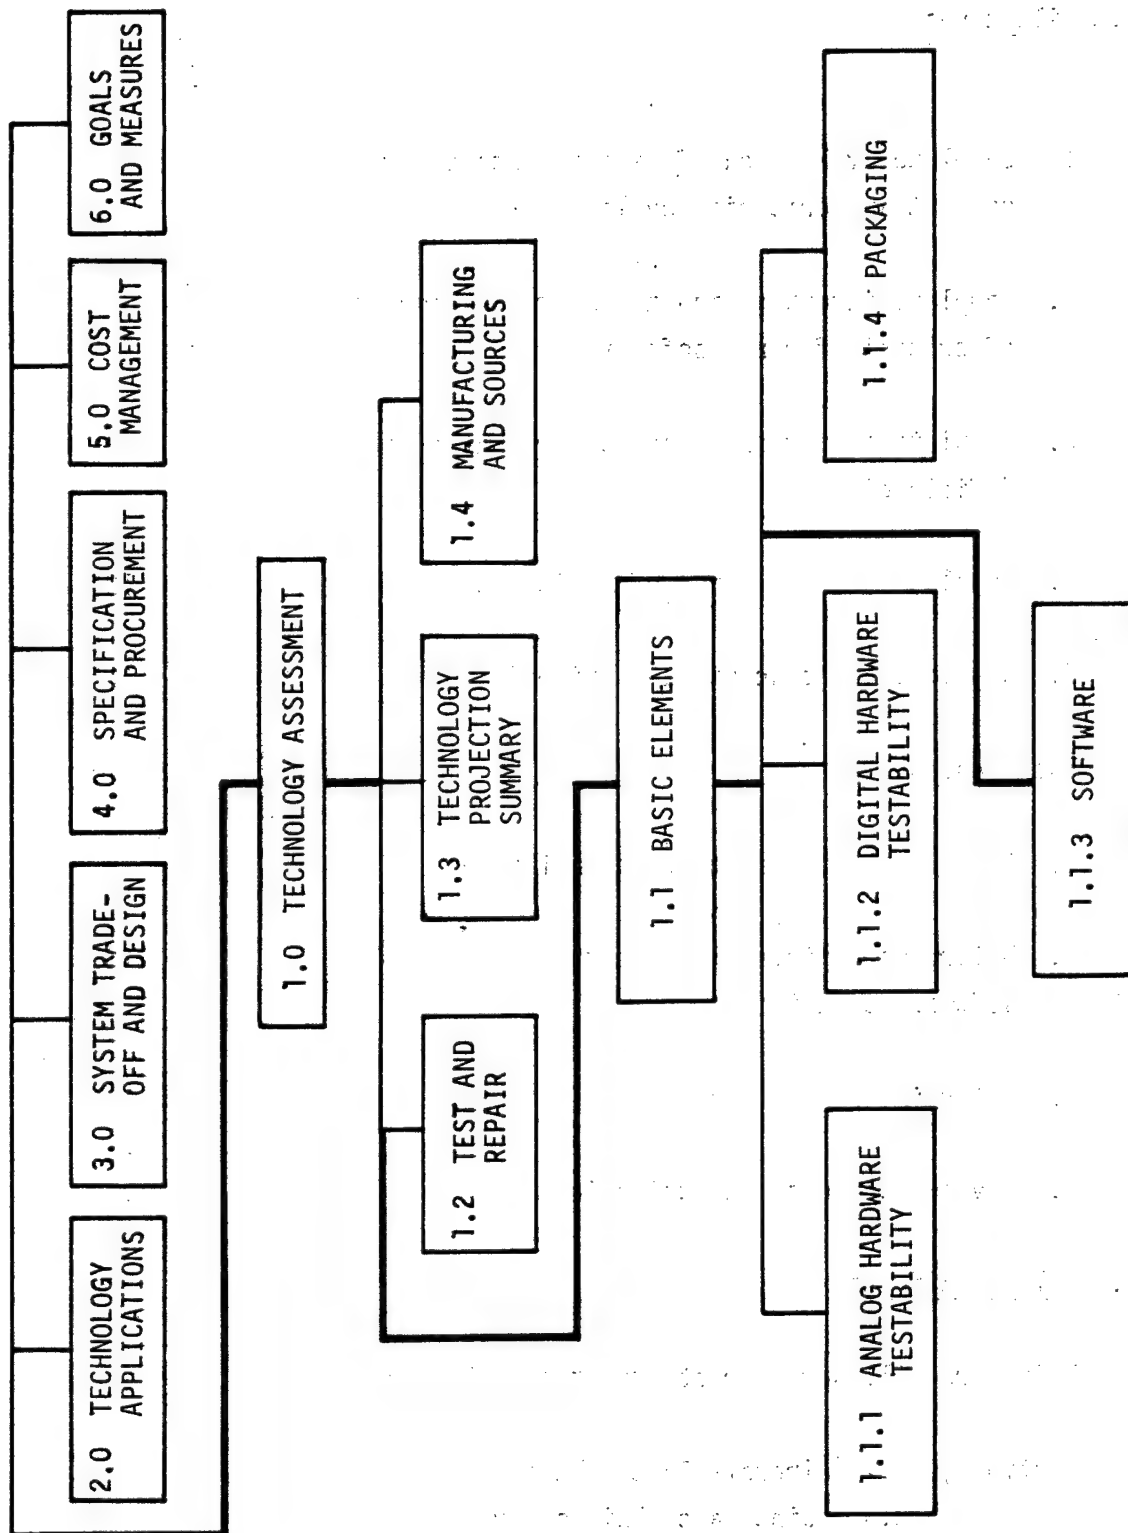 2.0 TECHNOLOGY
APPLICATIONS
3.0 SYSTEM TRADE-
OFF AND DESIGN
4.0 SPECIFICATION
AND PROCUREMENT
5.0 COST
MANAGEMENT
6.0 GOALS
AND MEASURES
1.0 TECHNOLOGY ASSESSMENT
1.2 TEST AND
REPAIR
1.3 TECHNOLOGY
PROJECTION
SUMMARY
1.4 MANUFACTURING
AND SOURCES
1.1 BASIC ELEMENTS
1.1.1 ANALOG HARDWARE
TESTABILITY
1.1.2 DIGITAL HARDWARE
TESTABILITY
1.1.4 PACKAGING
1.1.3 SOFTWARE